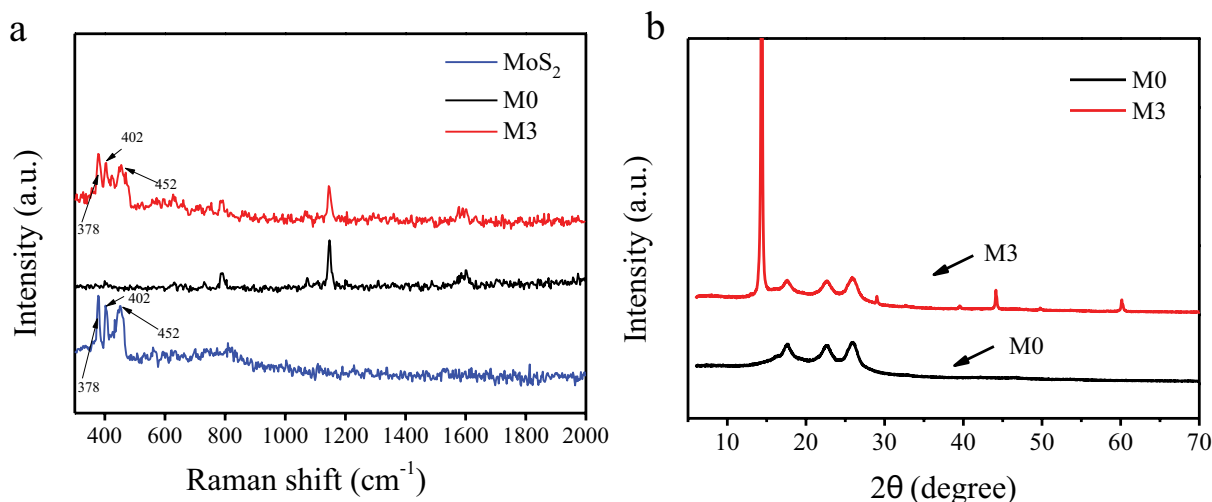 a
MoS₂
M0
M3
402
452
378
402
452
378
Intensity (a.u.)
400 600 800 1000 1200 1400 1600 1800 2000
Raman shift (cm⁻¹)
b
M0
M3
M3
M0
Intensity (a.u.)
10 20 30 40 50 60 70
2θ (degree)